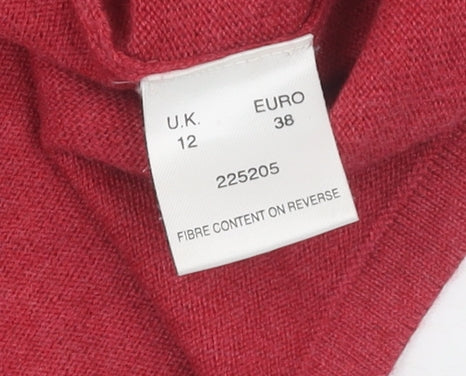 U.K. EURO
12 38
225205
FIBRE CONTENT ON REVERSE